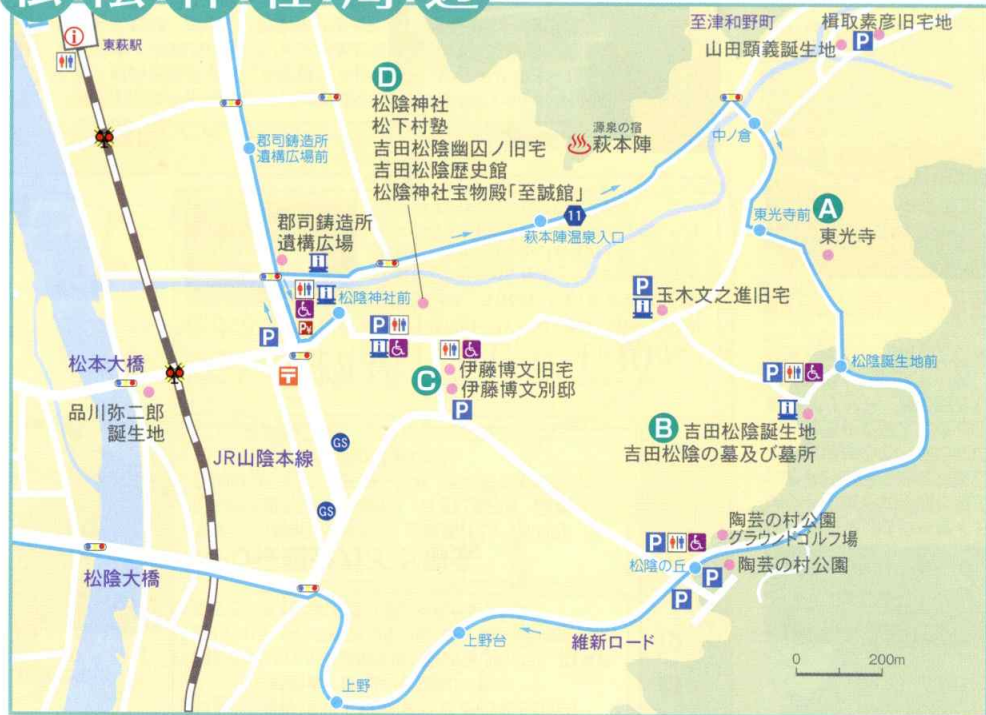 松陰神社周辺
東萩駅
至津和野町
楫取素彦旧宅地
山田顕義誕生地
P
D
松陰神社
松下村塾
吉田松陰幽囚ノ旧宅
吉田松陰歴史館
松陰神社宝物殿「至誠館」
源泉の宿
萩本陣
郡司鋳造所
遺構広場前
中ノ倉
11
萩本陣温泉入口
東光寺前
A
東光寺
郡司鋳造所
遺構広場
松陰神社前
P
玉木文之進旧宅
P
P
松本大橋
品川弥二郎
誕生地
C
伊藤博文旧宅
伊藤博文別邸
P
P
松陰誕生地前
B
吉田松陰誕生地
吉田松陰の墓及び墓所
JR山陰本線
GS
GS
陶芸の村公園
グラウンドゴルフ場
P
松陰の丘
P
陶芸の村公園
P
松陰大橋
上野台
維新ロード
上野
0 200m